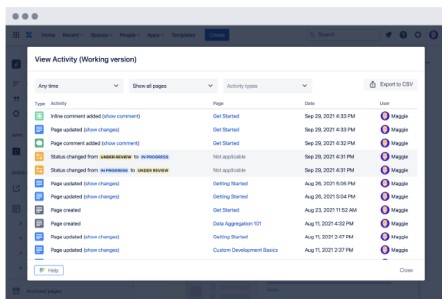 Home Recent Spaces People Apps Templates Create Search
View Activity (Working version)
Any time Show all pages Activity types Export to CSV
Type Activity Page Date User
Inline comment added (show comment) Get Started Sep 29, 2021 4:33 PM Maggie
Page updated (show changes) Get Started Sep 29, 2021 4:33 PM Maggie
Page comment added (show comment) Get Started Sep 29, 2021 4:32 PM Maggie
Status changed from UNDER REVIEW to IN-PROGRESS Not applicable Sep 29, 2021 4:31 PM Maggie
Status changed from IN-PROGRESS to UNDER REVIEW Not applicable Sep 29, 2021 4:31 PM Maggie
Page updated (show changes) Getting Started Aug 26, 2021 5:05 PM Maggie
Page updated (show changes) Getting Started Aug 26, 2021 5:04 PM Maggie
Page created Get Started Aug 23, 2021 11:52 AM Maggie
Page created Data Aggregation 101 Aug 11, 2021 4:32 PM Maggie
Page updated (show changes) Getting Started Aug 11, 2021 2:47 PM Maggie
Page updated (show changes) Custom Development Basics Aug 11, 2021 2:37 PM Maggie
Help Close
Archived pages